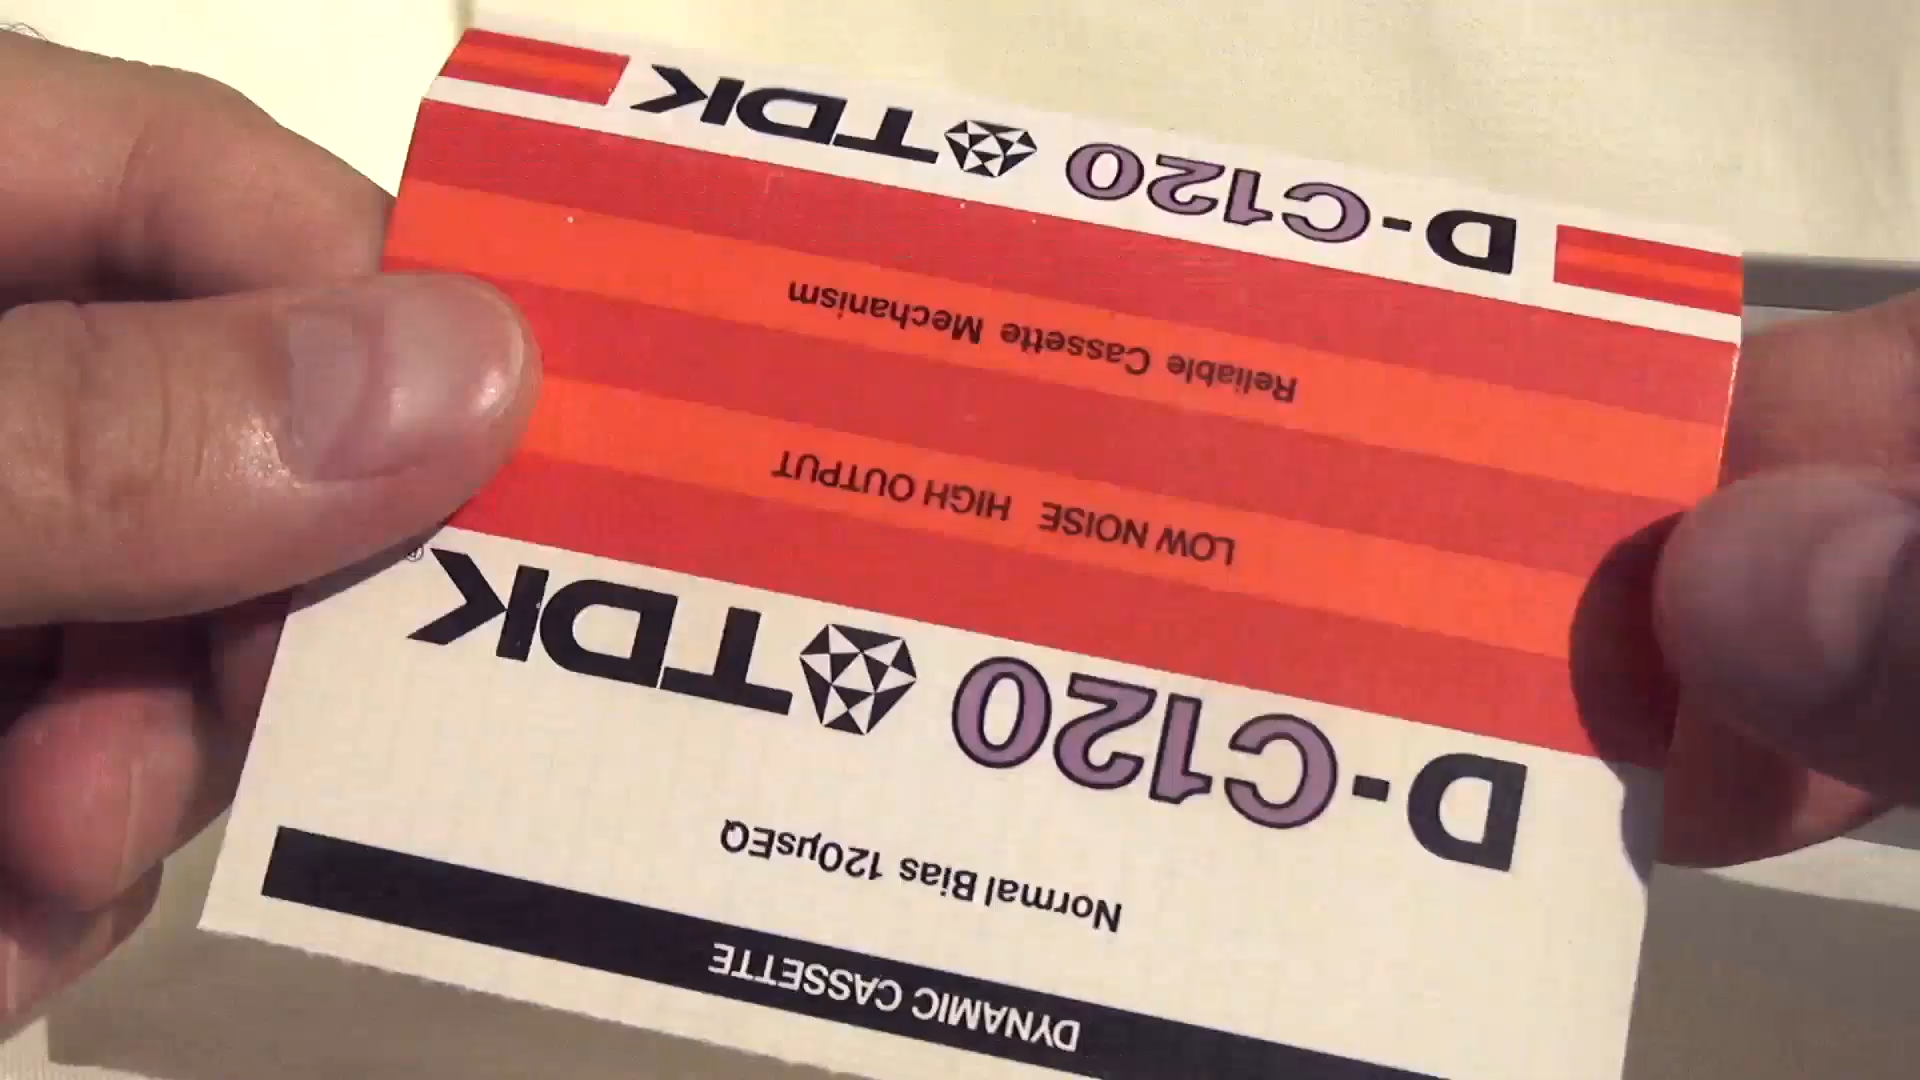 DYNAMIC CASSETTE
Normal Bias 120µsEQ
D-C120 TDK®
LOW NOISE HIGH OUTPUT
Reliable Cassette Mechanism
D-C120 TDK